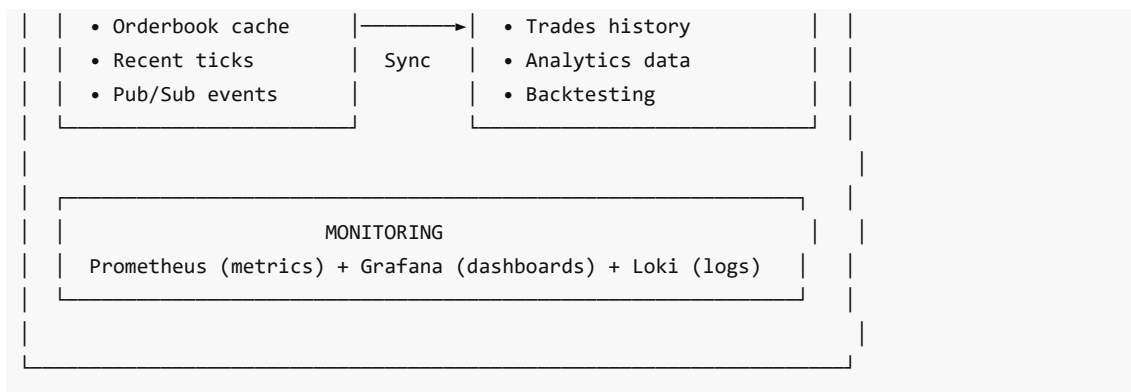 • Orderbook cache • Trades history
• Recent ticks Sync • Analytics data
• Pub/Sub events • Backtesting
MONITORING
Prometheus (metrics) + Grafana (dashboards) + Loki (logs)